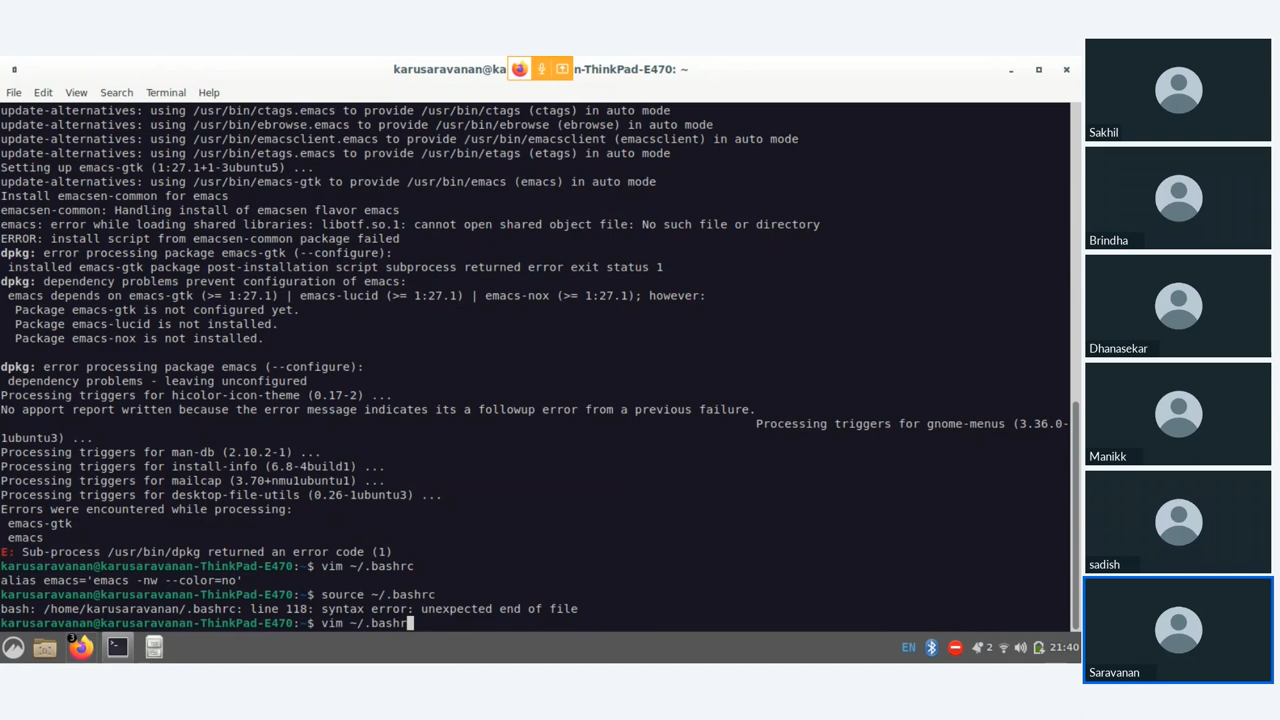 karusaravanan@ka n-ThinkPad-E470: ~
File Edit View Search Terminal Help
update-alternatives: using /usr/bin/ctags.emacs to provide /usr/bin/ctags (ctags) in auto mode
update-alternatives: using /usr/bin/ebrowse.emacs to provide /usr/bin/ebrowse (ebrowse) in auto mode
update-alternatives: using /usr/bin/emacsclient.emacs to provide /usr/bin/emacsclient (emacsclient) in auto mode
update-alternatives: using /usr/bin/etags.emacs to provide /usr/bin/etags (etags) in auto mode
Setting up emacs-gtk (1:27.1+1-3ubuntu5) ...
update-alternatives: using /usr/bin/emacs-gtk to provide /usr/bin/emacs (emacs) in auto mode
Install emacsen-common for emacs
emacsen-common: Handling install of emacsen flavor emacs
emacs: error while loading shared libraries: libotf.so.1: cannot open shared object file: No such file or directory
ERROR: install script from emacsen-common package failed
dpkg: error processing package emacs-gtk (--configure):
 installed emacs-gtk package post-installation script subprocess returned error exit status 1
dpkg: dependency problems prevent configuration of emacs:
 emacs depends on emacs-gtk (>= 1:27.1) | emacs-lucid (>= 1:27.1) | emacs-nox (>= 1:27.1); however:
  Package emacs-gtk is not configured yet.
  Package emacs-lucid is not installed.
  Package emacs-nox is not installed.
dpkg: error processing package emacs (--configure):
 dependency problems - leaving unconfigured
Processing triggers for hicolor-icon-theme (0.17-2) ...
No apport report written because the error message indicates its a followup error from a previous failure.
Processing triggers for gnome-menus (3.36.0-
1ubuntu3) ...
Processing triggers for man-db (2.10.2-1) ...
Processing triggers for install-info (6.8-4build1) ...
Processing triggers for mailcap (3.70+nmu1ubuntu1) ...
Processing triggers for desktop-file-utils (0.26-1ubuntu3) ...
Errors were encountered while processing:
 emacs-gtk
 emacs
E: Sub-process /usr/bin/dpkg returned an error code (1)
karusaravanan@karusaravanan-ThinkPad-E470:~$ vim ~/.bashrc
alias emacs='emacs -nw --color=no'
karusaravanan@karusaravanan-ThinkPad-E470:~$ source ~/.bashrc
bash: /home/karusaravanan/.bashrc: line 118: syntax error: unexpected end of file
karusaravanan@karusaravanan-ThinkPad-E470:~$ vim ~/.bashr
3
EN 2 21:40
Sakhil
Brindha
Dhanasekar
Manikk
sadish
Saravanan